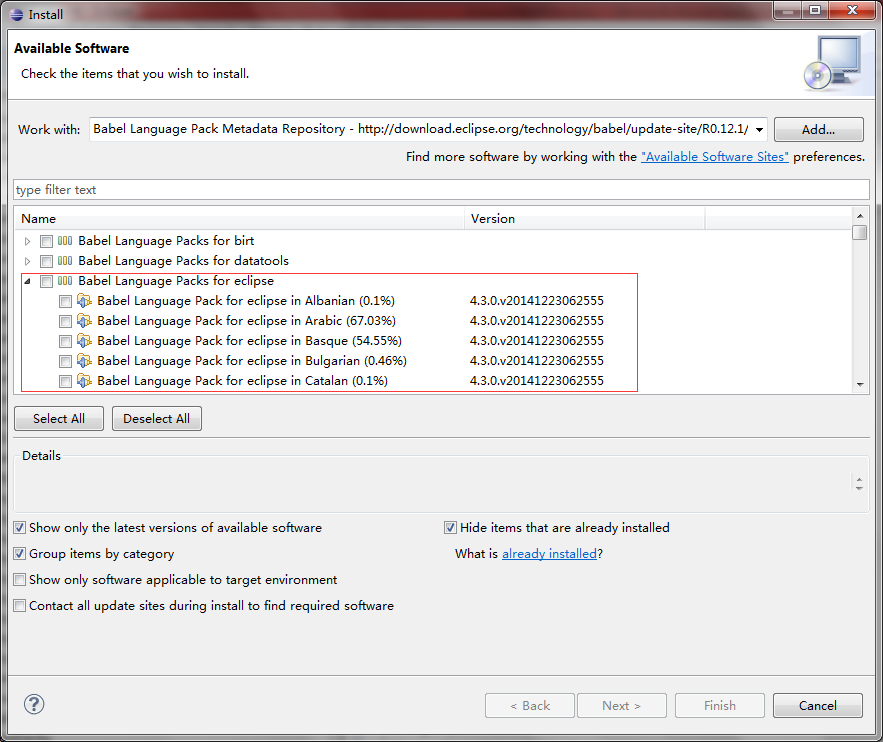 Install
Available Software
Check the items that you wish to install.
Work with: Babel Language Pack Metadata Repository - http://download.eclipse.org/technology/babel/update-site/R0.12.1/ Add...
Find more software by working with the "Available Software Sites" preferences.
type filter text
Name Version
Babel Language Packs for birt
Babel Language Packs for datatools
Babel Language Packs for eclipse
Babel Language Pack for eclipse in Albanian (0.1%) 4.3.0.v20141223062555
Babel Language Pack for eclipse in Arabic (67.03%) 4.3.0.v20141223062555
Babel Language Pack for eclipse in Basque (54.55%) 4.3.0.v20141223062555
Babel Language Pack for eclipse in Bulgarian (0.46%) 4.3.0.v20141223062555
Babel Language Pack for eclipse in Catalan (0.1%) 4.3.0.v20141223062555
Select All Deselect All
Details
Show only the latest versions of available software Hide items that are already installed
Group items by category What is already installed?
Show only software applicable to target environment
Contact all update sites during install to find required software
? < Back Next > Finish Cancel